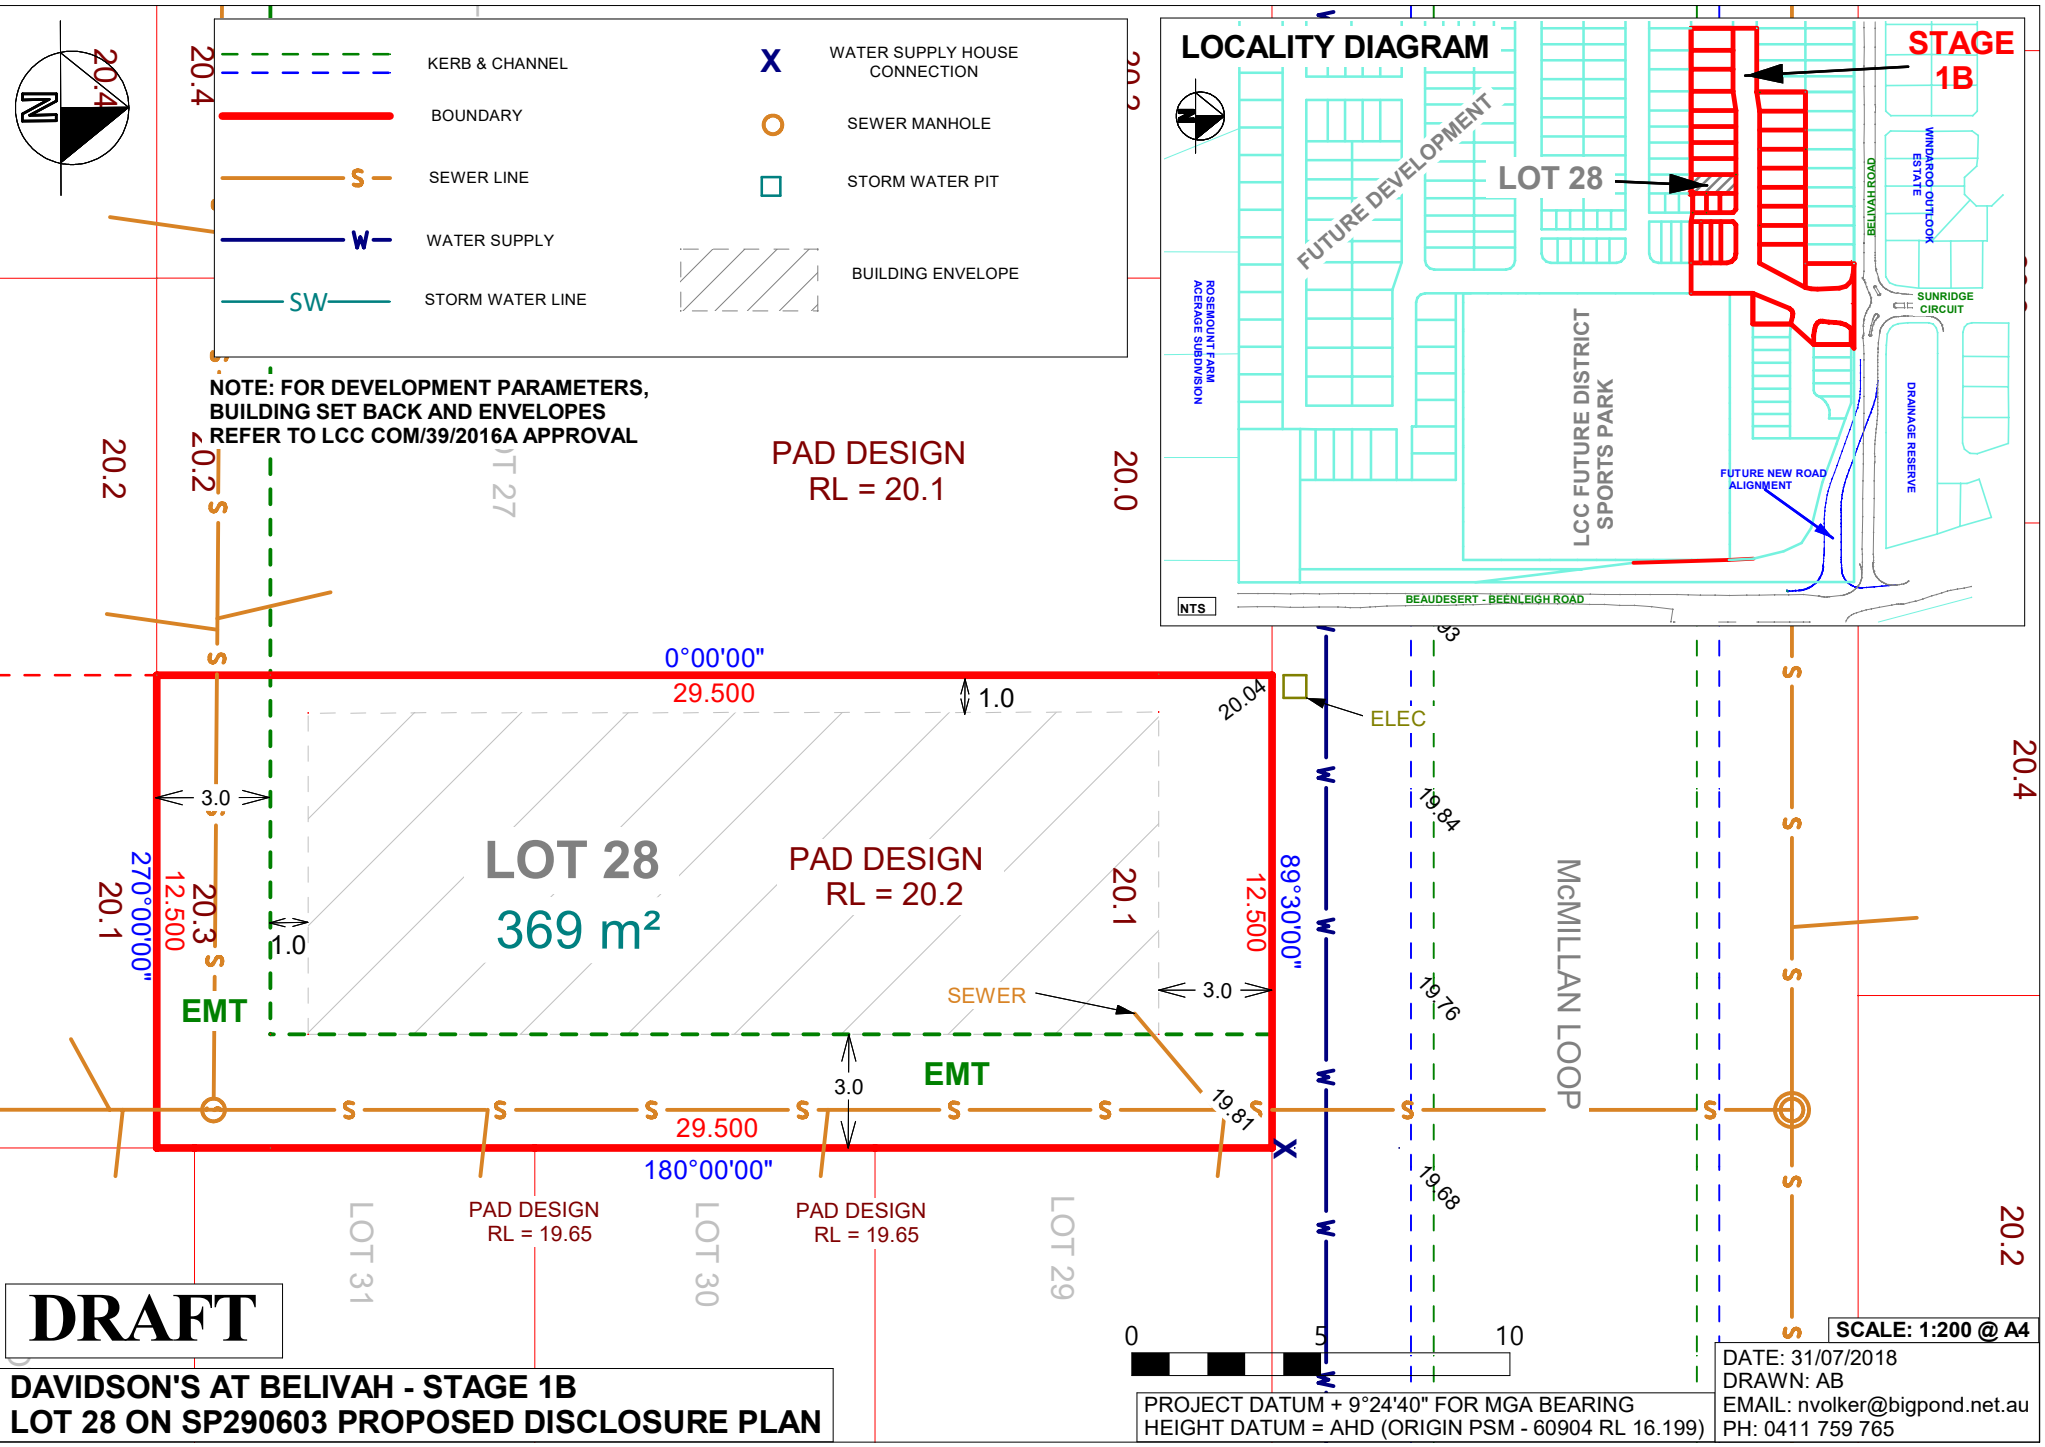 N
20.4
20.4
KERB & CHANNEL
BOUNDARY
S
SEWER LINE
W
WATER SUPPLY
SW
STORM WATER LINE
X
WATER SUPPLY HOUSE
CONNECTION
SEWER MANHOLE
STORM WATER PIT
BUILDING ENVELOPE
LOCALITY DIAGRAM
STAGE
1B
N
FUTURE DEVELOPMENT
LOT 28
BELIVAH ROAD
WINDAROO OUTLOOK
ESTATE
SUNRIDGE
CIRCUIT
ROSEMOUNT FARM
ACERAGE SUBDIVISION
LCC FUTURE DISTRICT
SPORTS PARK
DRAINAGE RESERVE
FUTURE NEW ROAD
ALIGNMENT
BEAUDESERT - BEENLEIGH ROAD
NTS
NOTE: FOR DEVELOPMENT PARAMETERS,
BUILDING SET BACK AND ENVELOPES
REFER TO LCC COM/39/2016A APPROVAL
20.2
20.2
27
PAD DESIGN
RL = 20.1
20.0
0°00'00"
29.500
1.0
20.04
ELEC
3.0
LOT 28
369 m²
PAD DESIGN
RL = 20.2
20.1
12.500
89°30'00"
20.1
270°00'00"
12.500
20.3
1.0
EMT
SEWER
3.0
EMT
3.0
19.81
19.84
19.76
19.68
McMILLAN LOOP
20.4
20.2
S S S S S S S S S
29.500
180°00'00"
X
LOT 31
PAD DESIGN
RL = 19.65
LOT 30
PAD DESIGN
RL = 19.65
LOT 29
DRAFT
0 5 10
SCALE: 1:200 @ A4
DAVIDSON'S AT BELIVAH - STAGE 1B
LOT 28 ON SP290603 PROPOSED DISCLOSURE PLAN
PROJECT DATUM + 9°24'40" FOR MGA BEARING
HEIGHT DATUM = AHD (ORIGIN PSM - 60904 RL 16.199)
DATE: 31/07/2018
DRAWN: AB
EMAIL: nvolker@bigpond.net.au
PH: 0411 759 765